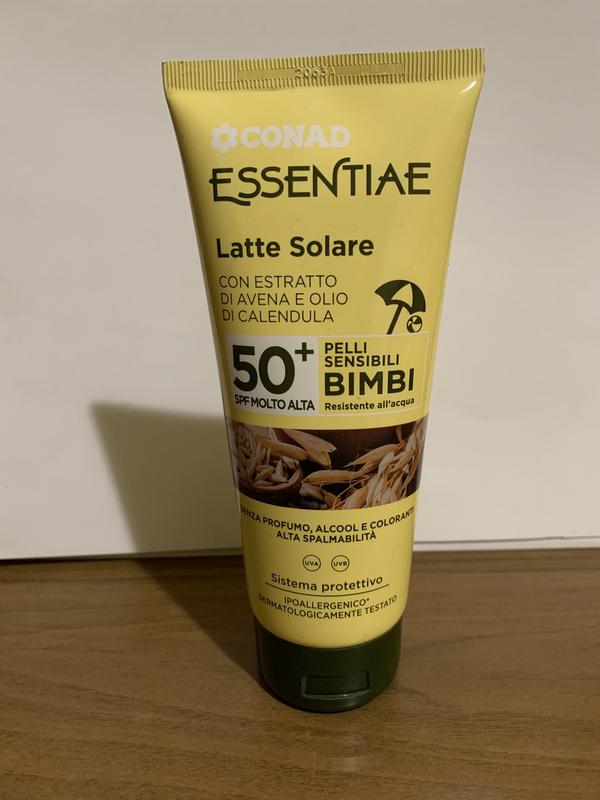 CONAD
ESSENTIAE
Latte Solare
CON ESTRATTO
DI AVENA E OLIO
DI CALENDULA
50+
SPF MOLTO ALTA
PELLI
SENSIBILI
BIMBI
Resistente all'acqua
SENZA PROFUMO, ALCOOL E COLORANTI
ALTA SPALMABILITÀ
UVA UVB
Sistema protettivo
IPOALLERGENICO*
DERMATOLOGICAMENTE TESTATO